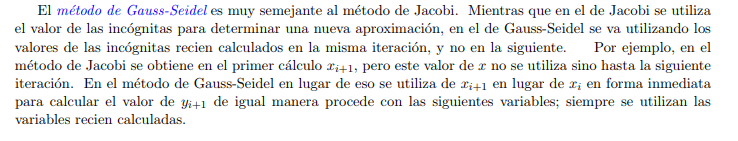 El método de Gauss-Seidel es muy semejante al método de Jacobi. Mientras que en el de Jacobi se utiliza
el valor de las incógnitas para determinar una nueva aproximación, en el de Gauss-Seidel se va utilizando los
valores de las incógnitas recien calculados en la misma iteración, y no en la siguiente. Por ejemplo, en el
método de Jacobi se obtiene en el primer cálculo xᵢ₊₁, pero este valor de x no se utiliza sino hasta la siguiente
iteración. En el método de Gauss-Seidel en lugar de eso se utiliza de xᵢ₊₁ en lugar de xᵢ en forma inmediata
para calcular el valor de yᵢ₊₁ de igual manera procede con las siguientes variables; siempre se utilizan las
variables recien calculadas.